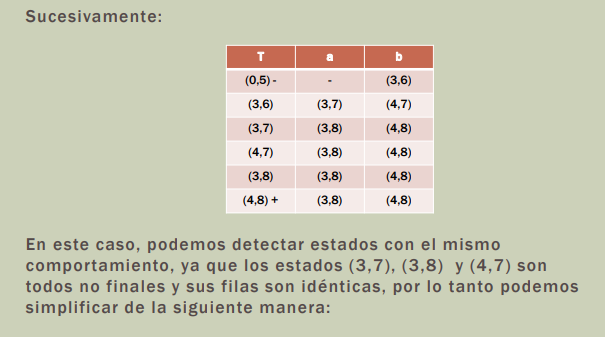 Sucesivamente:
T a b
(0,5) - - (3,6)
(3,6) (3,7) (4,7)
(3,7) (3,8) (4,8)
(4,7) (3,8) (4,8)
(3,8) (3,8) (4,8)
(4,8) + (3,8) (4,8)
En este caso, podemos detectar estados con el mismo
comportamiento, ya que los estados (3,7), (3,8) y (4,7) son
todos no finales y sus filas son idénticas, por lo tanto podemos
simplificar de la siguiente manera: